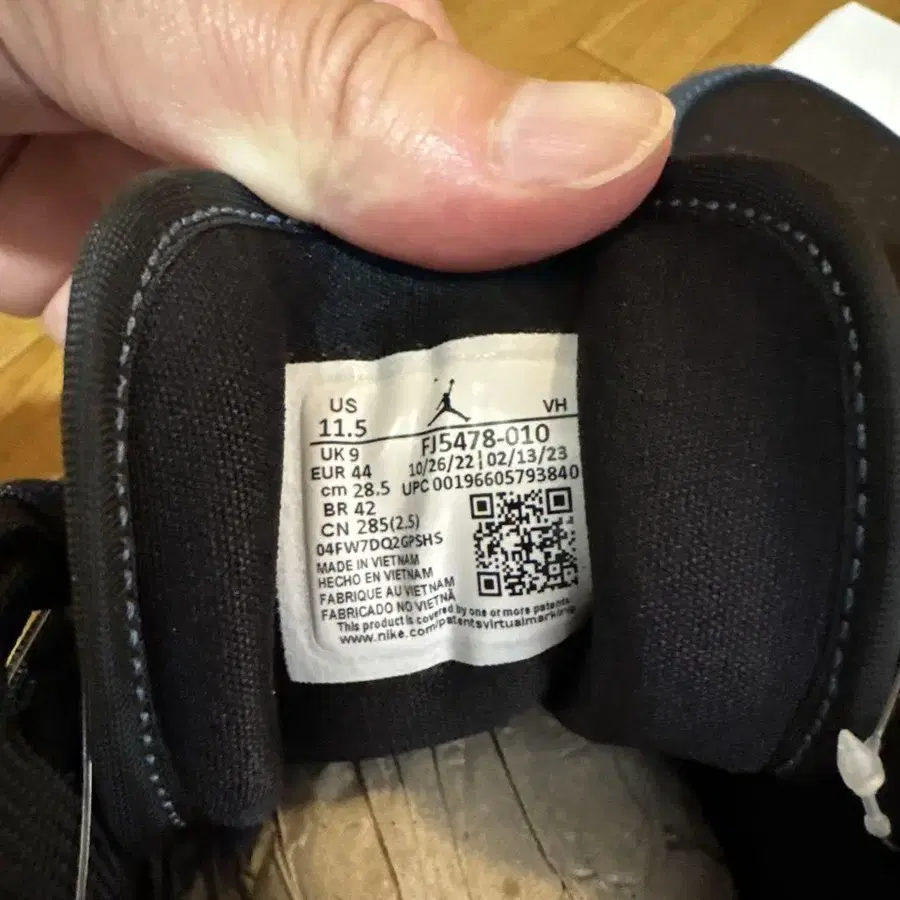 US
11.5
VH
FJ5478-010
UK 9
10/26/22 | 02/13/23
EUR 44
UPC 00196605793840
cm 28.5
BR 42
CN 285(2.5)
04FW7DQ2GPSHS
MADE IN VIETNAM
HECHO EN VIETNAM
FABRIQUE AU VIETNAM
FABRICADO NO VIETNÃ
This product is covered by one or more patents.
www.nike.com/patentsvirtualmarking